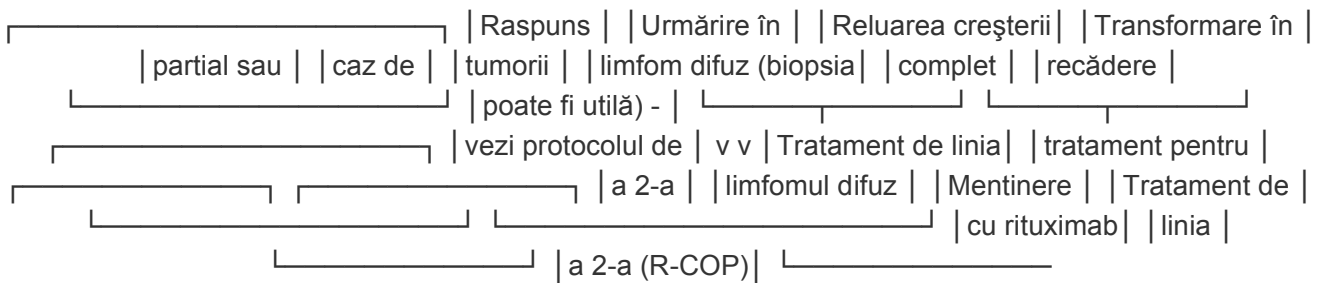 ┌─────────────────────┐ │Raspuns │ │Urmărire în │ │Reluarea creşterii│ │Transformare în │
│partial sau │ │caz de │ │tumorii │ │limfom difuz (biopsia│ │complet │ │recădere │
└──────────────────┘ │poate fi utilă) - │ └─────┬──────┘ └─────┬──────┘
┌──────────────────┐ │vezi protocolul de │ v v │Tratament de linia│ │tratament pentru │
┌────────────┐ ┌─────────────┐ │a 2-a │ │limfomul difuz │ │Mentinere │ │Tratament de │
└──────────────────┘ └─────────────────────┘ │cu rituximab│ │linia │
└────────────┘ │a 2-a (R-COP)│ └─────────────